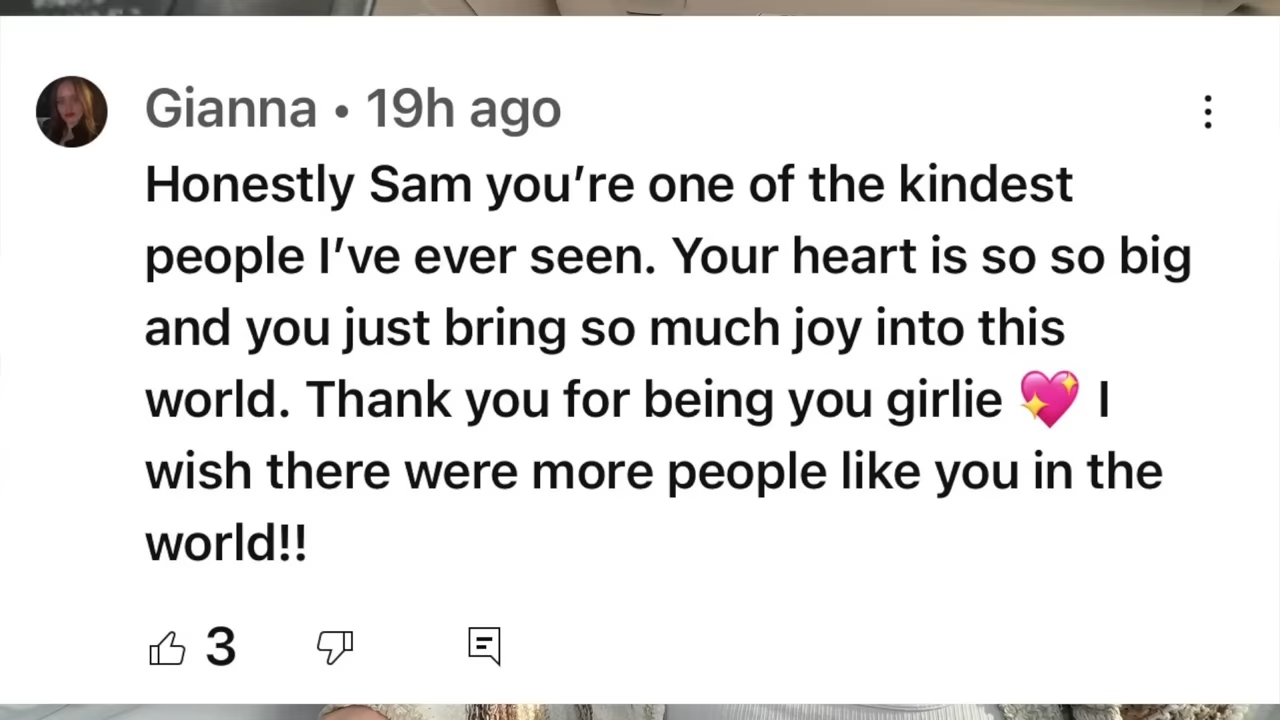 Gianna • 19h ago
Honestly Sam you’re one of the kindest
people I’ve ever seen. Your heart is so so big
and you just bring so much joy into this
world. Thank you for being you girlie 💖 I
wish there were more people like you in the
world!!
3